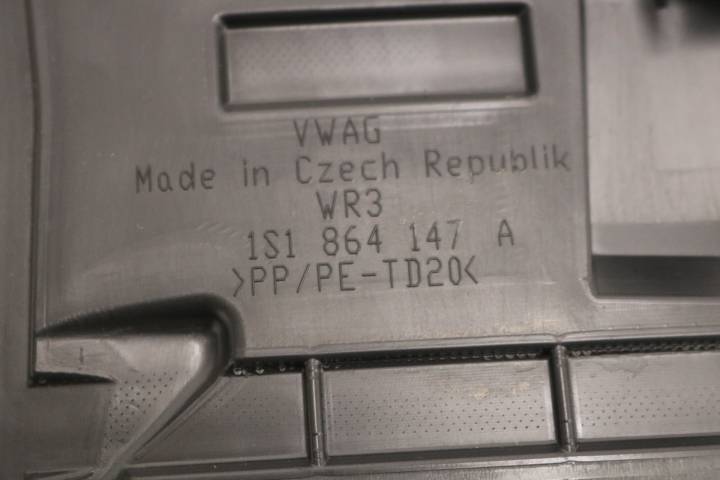 VWAG
Made in Czech Republik
WR3
1S1 864 147 A
>PP/PE-TD20<